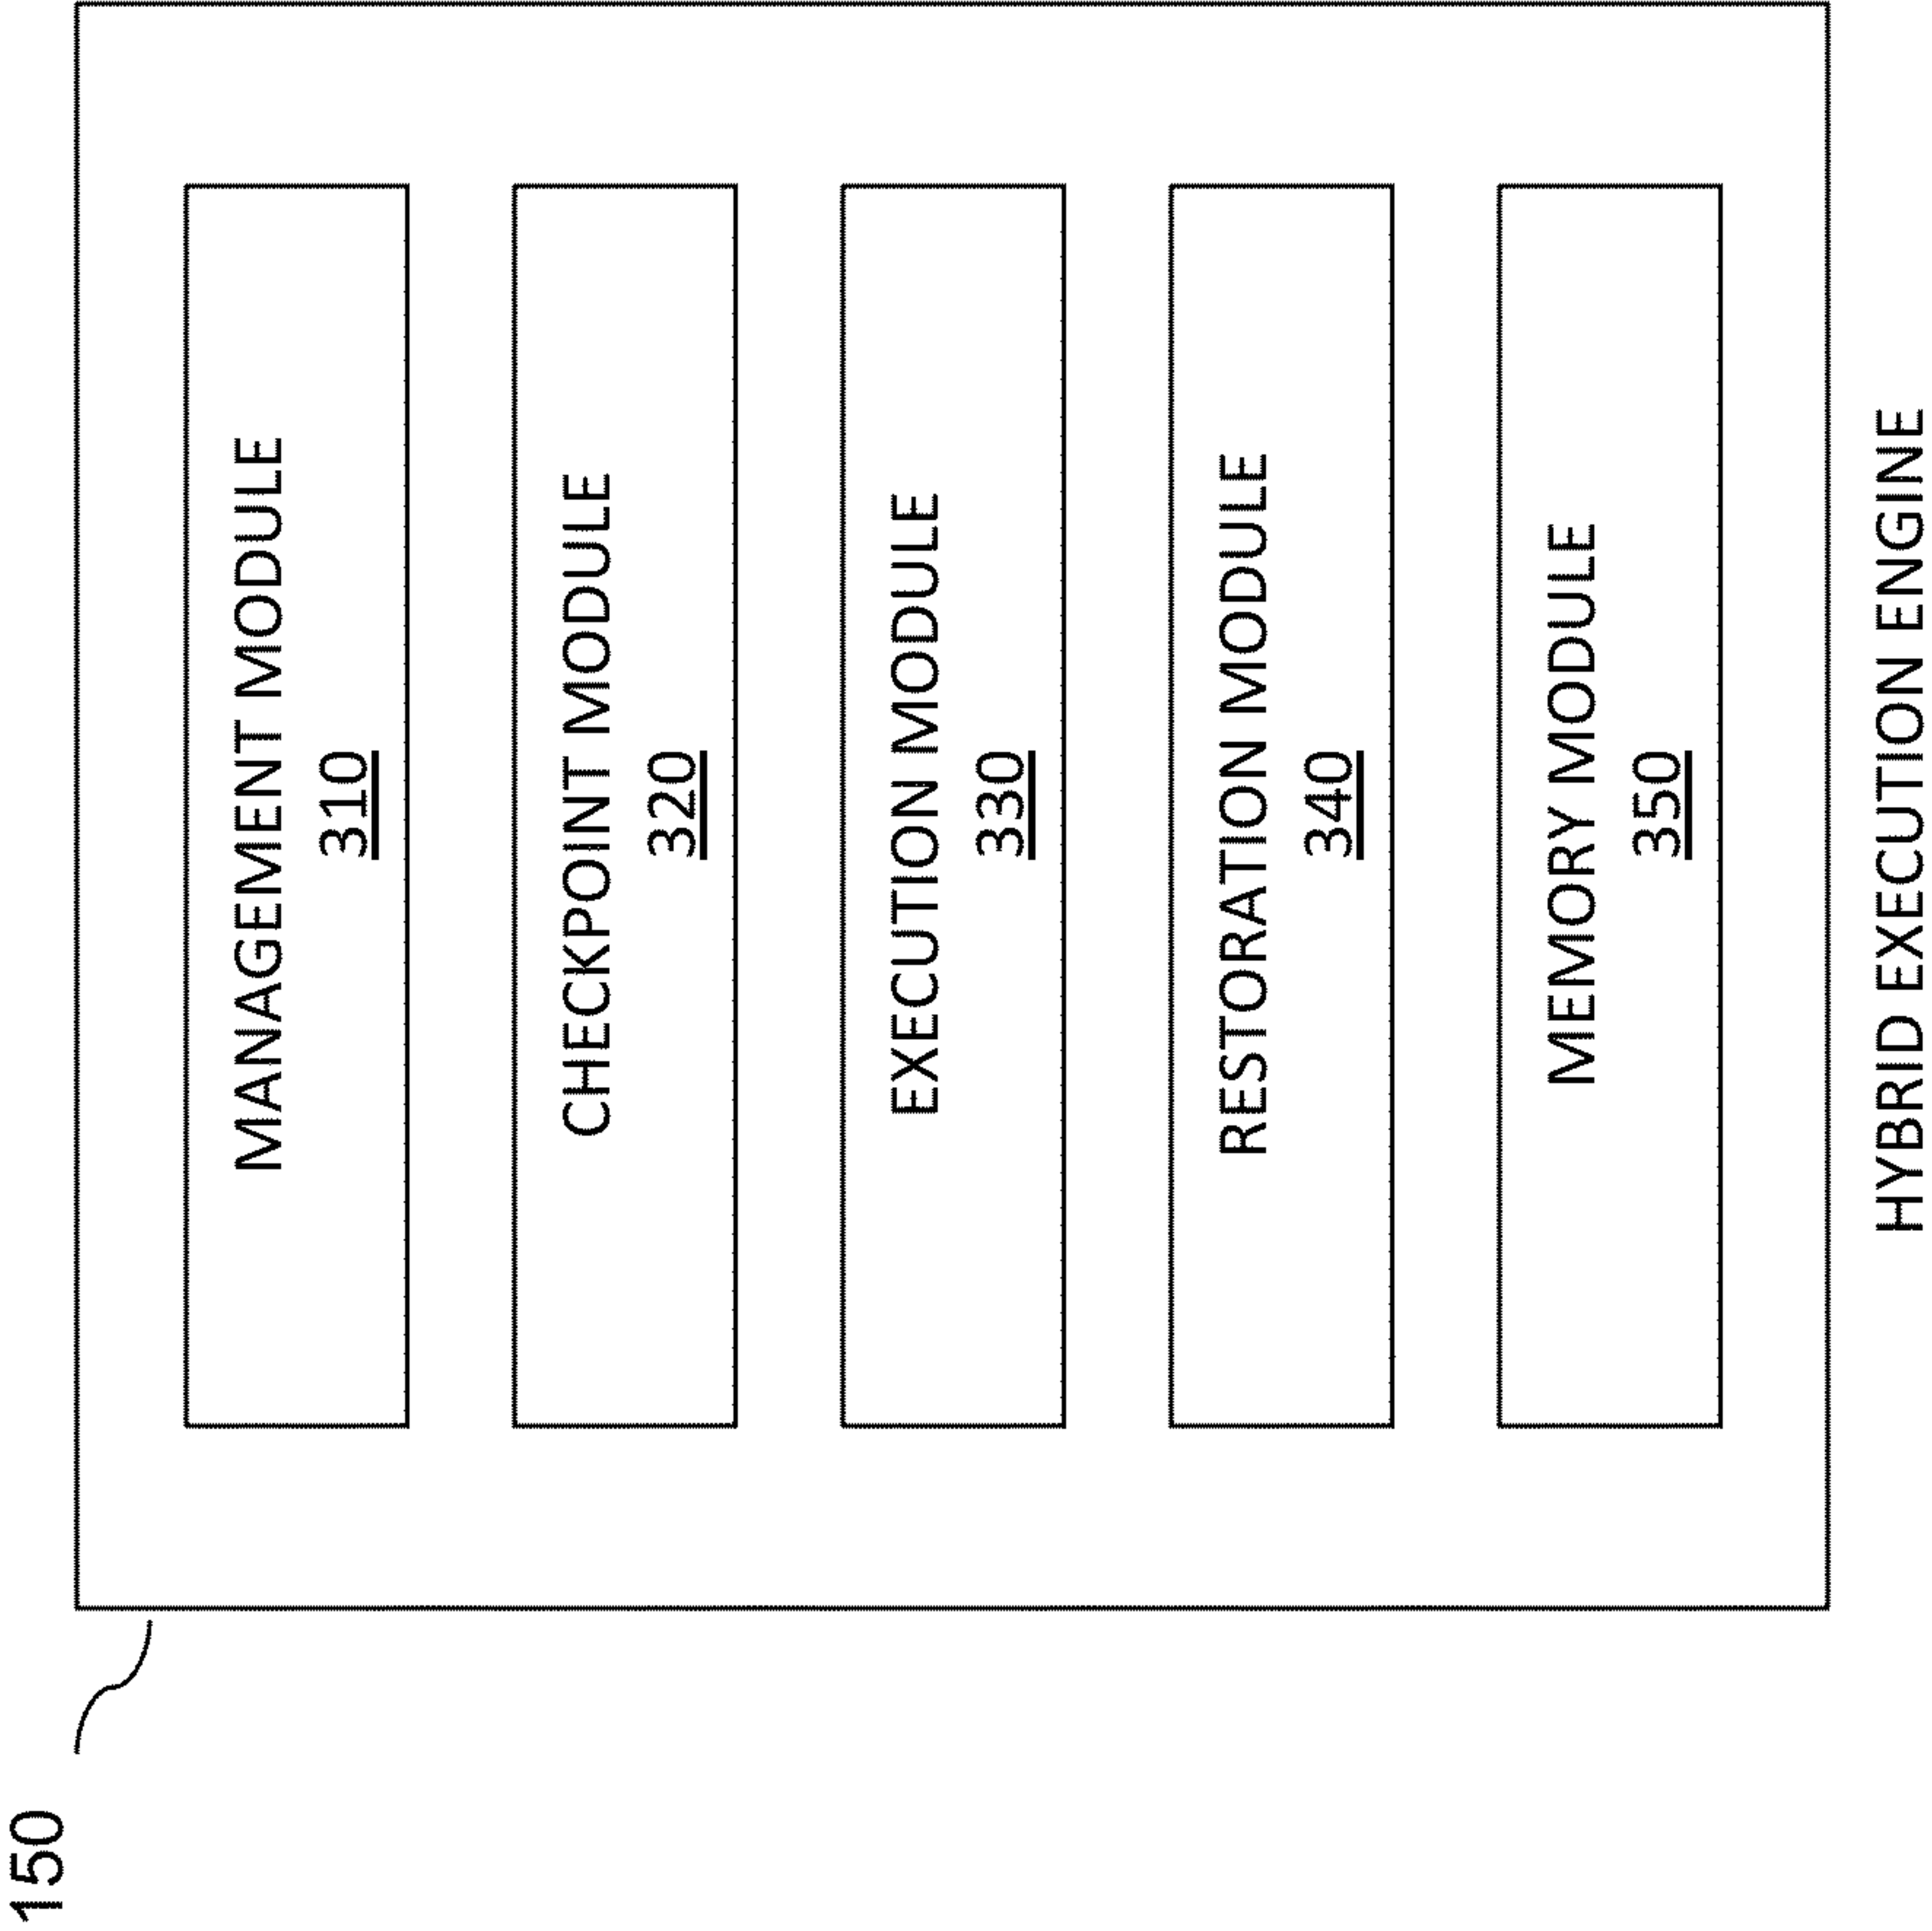 150
MANAGEMENT MODULE
310
CHECKPOINT MODULE
320
EXECUTION MODULE
330
RESTORATION MODULE
340
MEMORY MODULE
350
HYBRID EXECUTION ENGINE